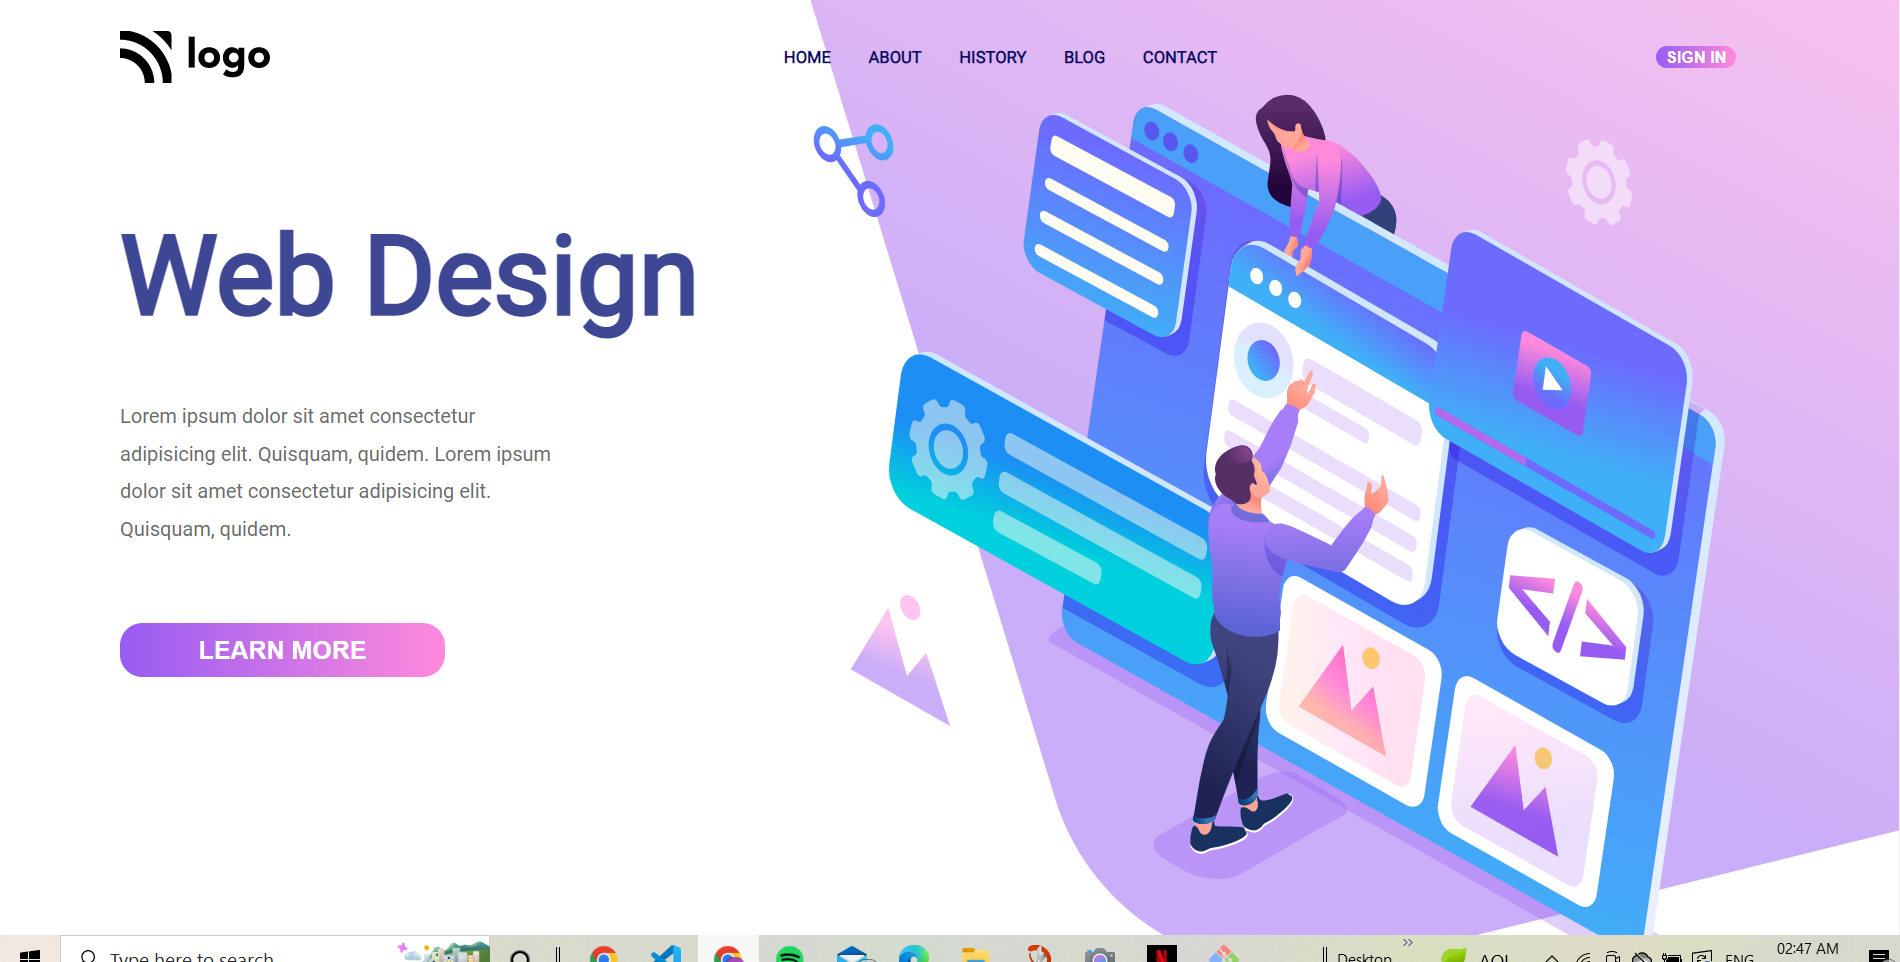 logo
HOME ABOUT HISTORY BLOG CONTACT
SIGN IN
Web Design
Lorem ipsum dolor sit amet consectetur
adipisicing elit. Quisquam, quidem. Lorem ipsum
dolor sit amet consectetur adipisicing elit.
Quisquam, quidem.
LEARN MORE
</>
Type here to search
N
Desktop
»
AQI
ENG
02:47 AM